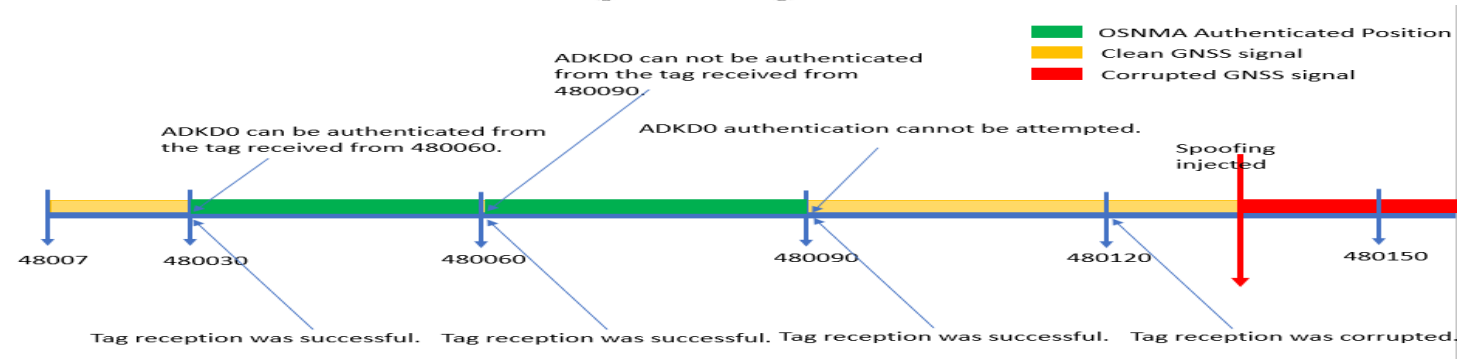 OSNMA Authenticated Position
Clean GNSS signal
Corrupted GNSS signal
ADKD0 can not be authenticated
from the tag received from
480090.
ADKD0 can be authenticated from
the tag received from 480060.
ADKD0 authentication cannot be attempted.
Spoofing
injected
48007
480030
480060
480090
480120
480150
Tag reception was successful.
Tag reception was successful.
Tag reception was successful.
Tag reception was corrupted.